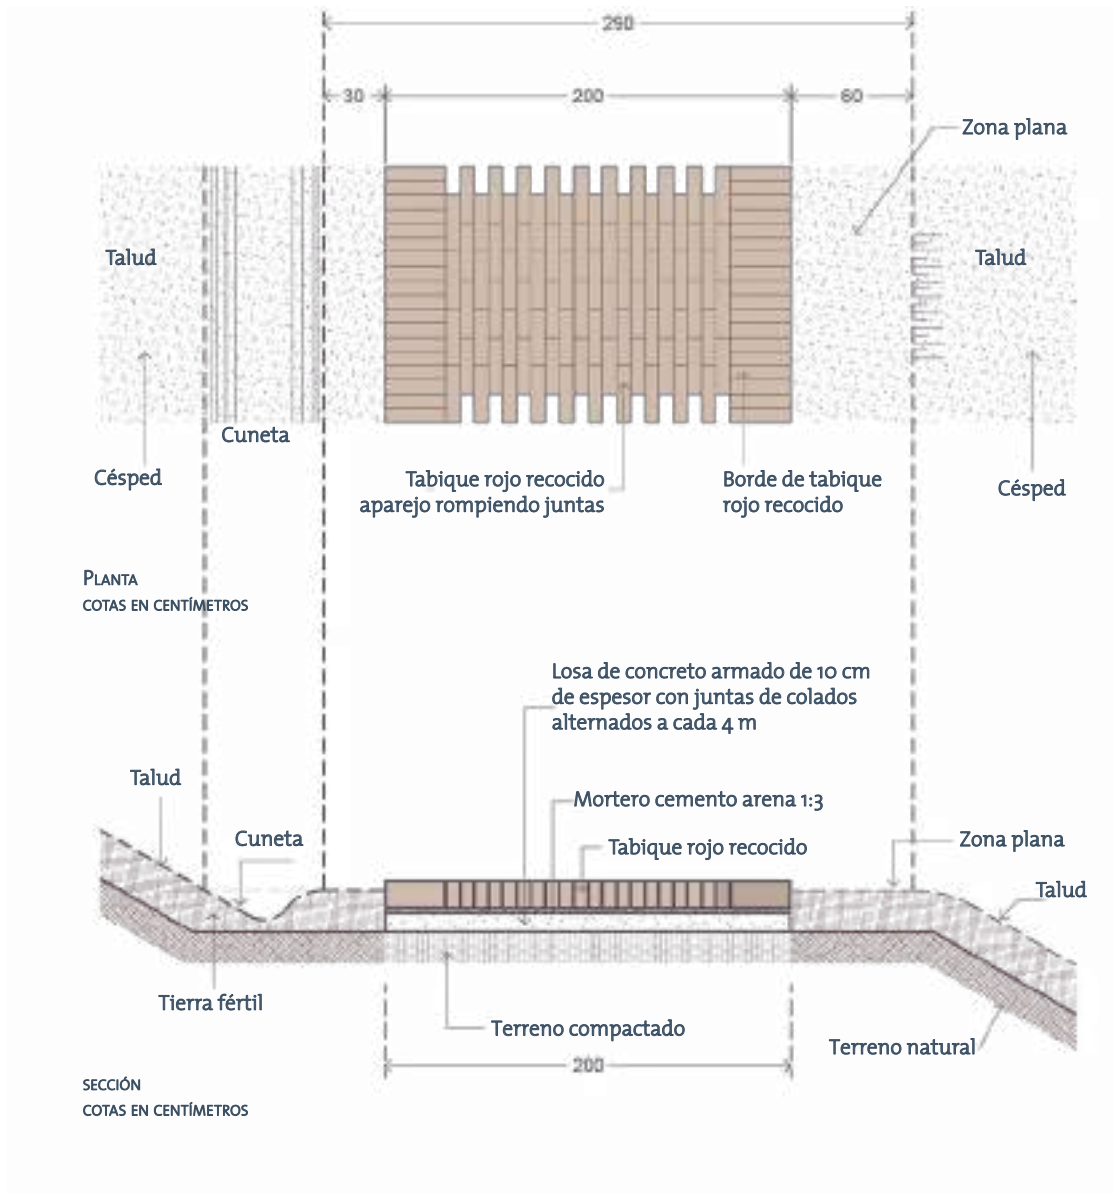 290
30
200
60
Zona plana
Talud
Talud
Cuneta
Césped
Tabique rojo recocido
aparejo rompiendo juntas
Borde de tabique
rojo recocido
Césped
Planta
cotas en centímetros
Losa de concreto armado de 10 cm
de espesor con juntas de colados
alternados a cada 4 m
Talud
Mortero cemento arena 1:3
Cuneta
Tabique rojo recocido
Zona plana
Talud
Tierra fértil
Terreno compactado
Terreno natural
200
sección
cotas en centímetros